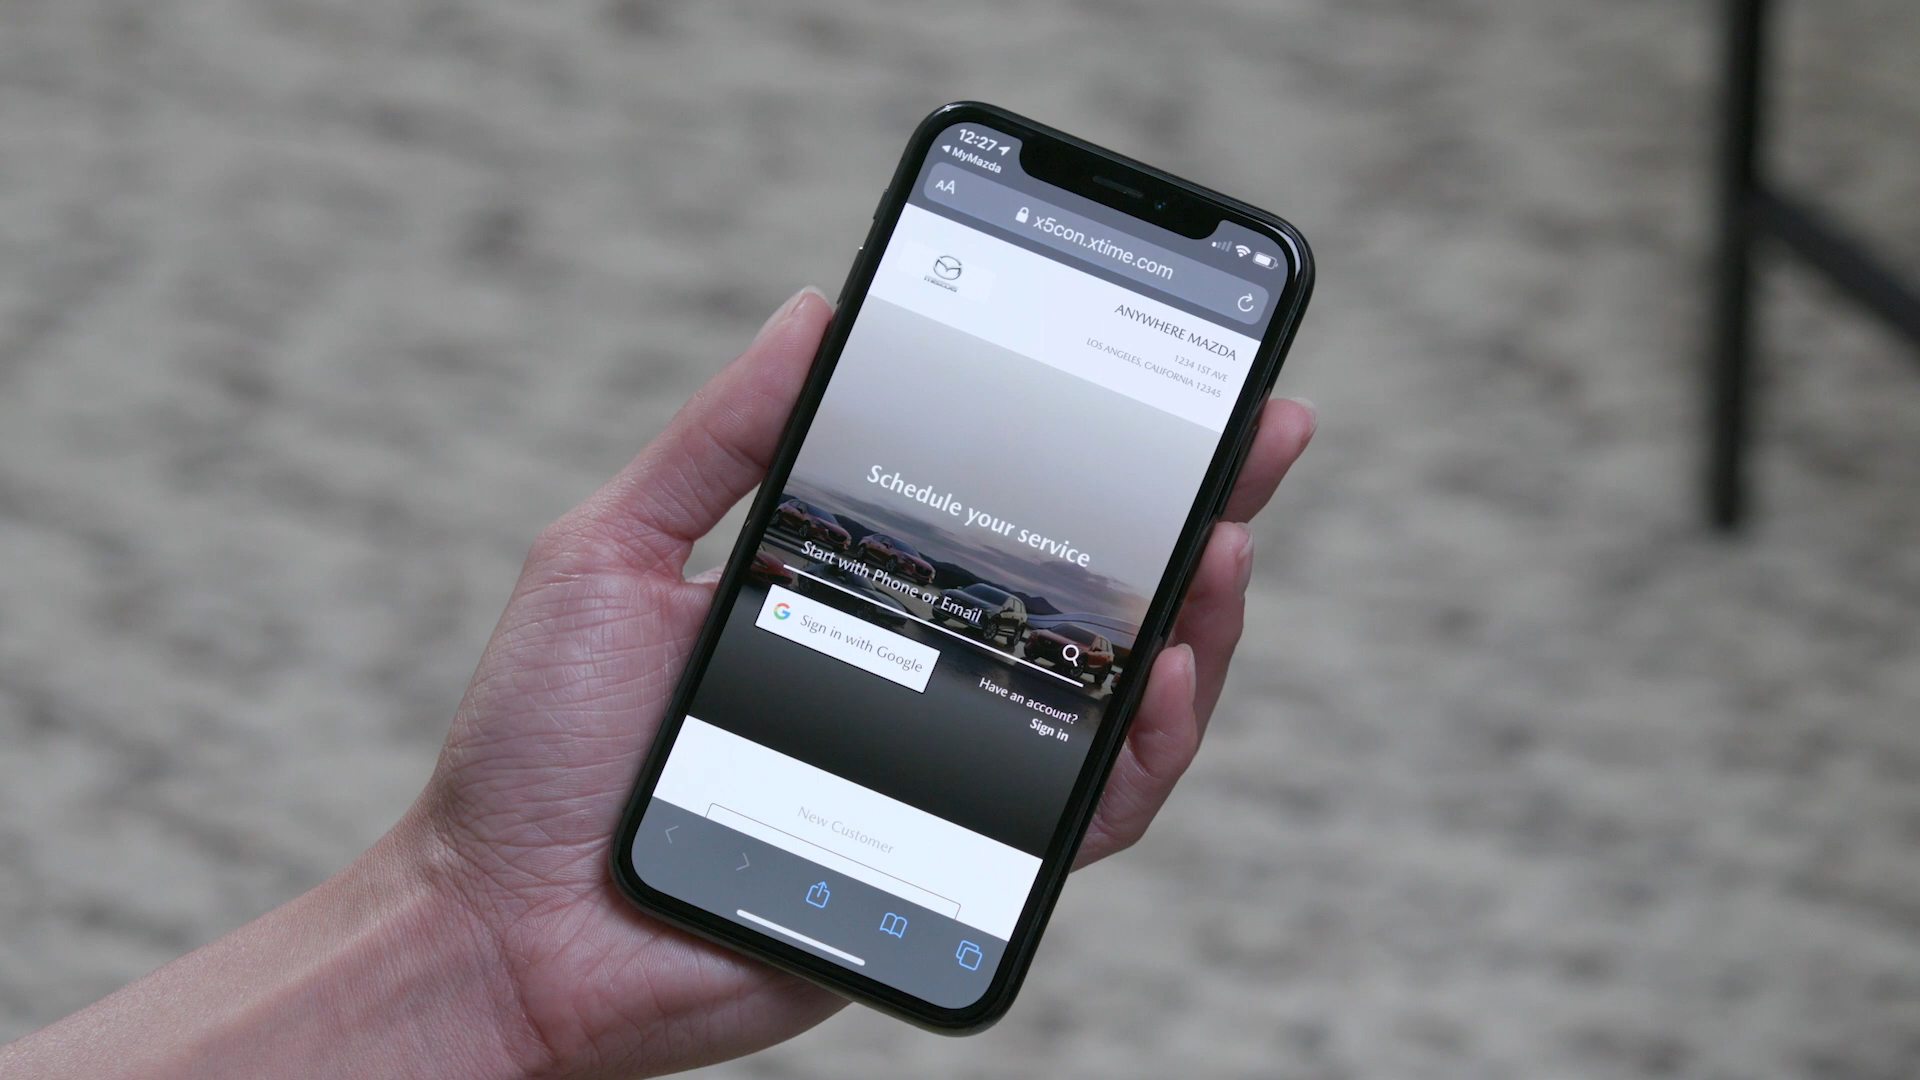 12:27
MyMazda
AA
x5con.xtime.com
mazda
ANYWHERE MAZDA
1234 1ST AVE
LOS ANGELES, CALIFORNIA 12345
Schedule your service
Start with Phone or Email
G Sign in with Google
Have an account?
Sign in
New Customer